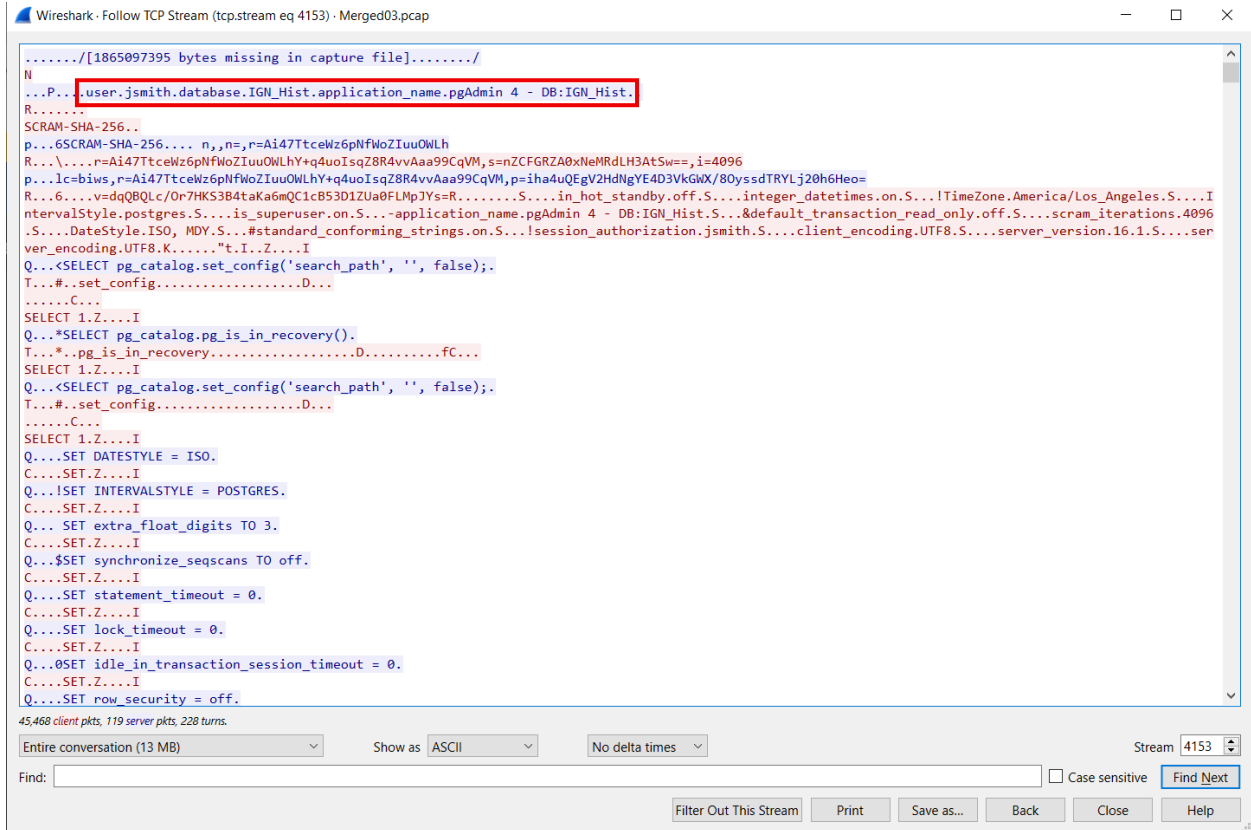 Wireshark · Follow TCP Stream (tcp.stream eq 4153) · Merged03.pcap
......./[1865097395 bytes missing in capture file]......../
N
...P....user.jsmith.database.IGN_Hist.application_name.pgAdmin 4 - DB:IGN_Hist.
R.......
SCRAM-SHA-256..
p...6SCRAM-SHA-256.... n,,n=,r=Ai47TtceWz6pNfWoZIuuOWLh
R...\....r=Ai47TtceWz6pNfWoZIuuOWLhY+q4uoIsqZ8R4vvAaa99CqVM,s=nZCFGRZA0xNeMRdLH3AtSw==,i=4096
p...lc=biws,r=Ai47TtceWz6pNfWoZIuuOWLhY+q4uoIsqZ8R4vvAaa99CqVM,p=iha4uQEgV2HdNgYE4D3VkGWX/8OyssdTRYLj20h6Heo=
R...6....v=dqQBQLc/Or7HKS3B4taKa6mQC1cB53D1ZUa0FLMpJYs=R........S....in_hot_standby.off.S....integer_datetimes.on.S...!TimeZone.America/Los_Angeles.S....I
ntervalStyle.postgres.S....is_superuser.on.S...-application_name.pgAdmin 4 - DB:IGN_Hist.S...&default_transaction_read_only.off.S....scram_iterations.4096
.S....DateStyle.ISO, MDY.S...#standard_conforming_strings.on.S...!session_authorization.jsmith.S....client_encoding.UTF8.S....server_version.16.1.S....ser
ver_encoding.UTF8.K......"t.I..Z....I
Q...<SELECT pg_catalog.set_config('search_path', '', false);.
T...#..set_config...................D...
......C...
SELECT 1.Z....I
Q...*SELECT pg_catalog.pg_is_in_recovery().
T...*..pg_is_in_recovery...................D..........fC...
SELECT 1.Z....I
Q...<SELECT pg_catalog.set_config('search_path', '', false);.
T...#..set_config...................D...
......C...
SELECT 1.Z....I
Q....SET DATESTYLE = ISO.
C....SET.Z....I
Q...!SET INTERVALSTYLE = POSTGRES.
C....SET.Z....I
Q... SET extra_float_digits TO 3.
C....SET.Z....I
Q...$SET synchronize_seqscans TO off.
C....SET.Z....I
Q....SET statement_timeout = 0.
C....SET.Z....I
Q....SET lock_timeout = 0.
C....SET.Z....I
Q...0SET idle_in_transaction_session_timeout = 0.
C....SET.Z....I
Q....SET row_security = off.
45,468 client pkts, 119 server pkts, 228 turns.
Entire conversation (13 MB) Show as ASCII No delta times Stream 4153
Find: Case sensitive Find Next
Filter Out This Stream Print Save as... Back Close Help